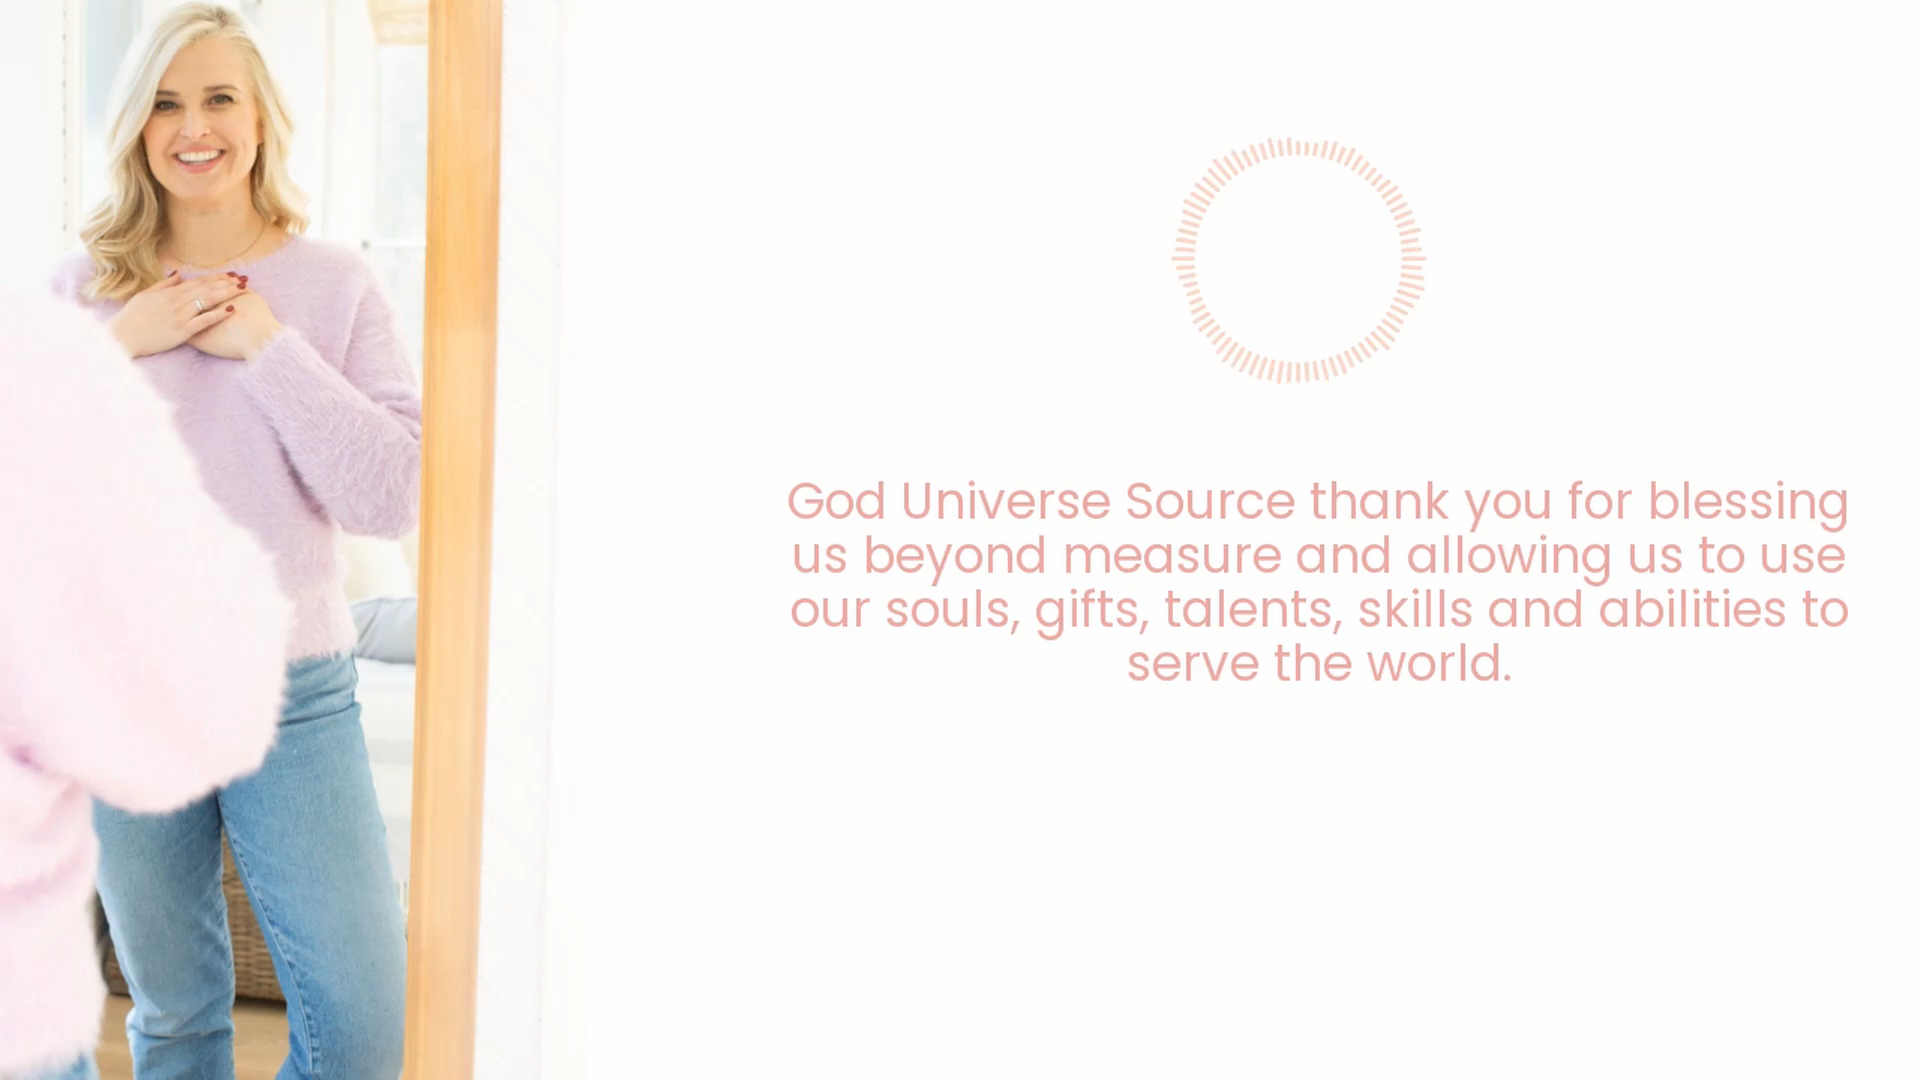 God Universe Source thank you for blessing
us beyond measure and allowing us to use
our souls, gifts, talents, skills and abilities to
serve the world.